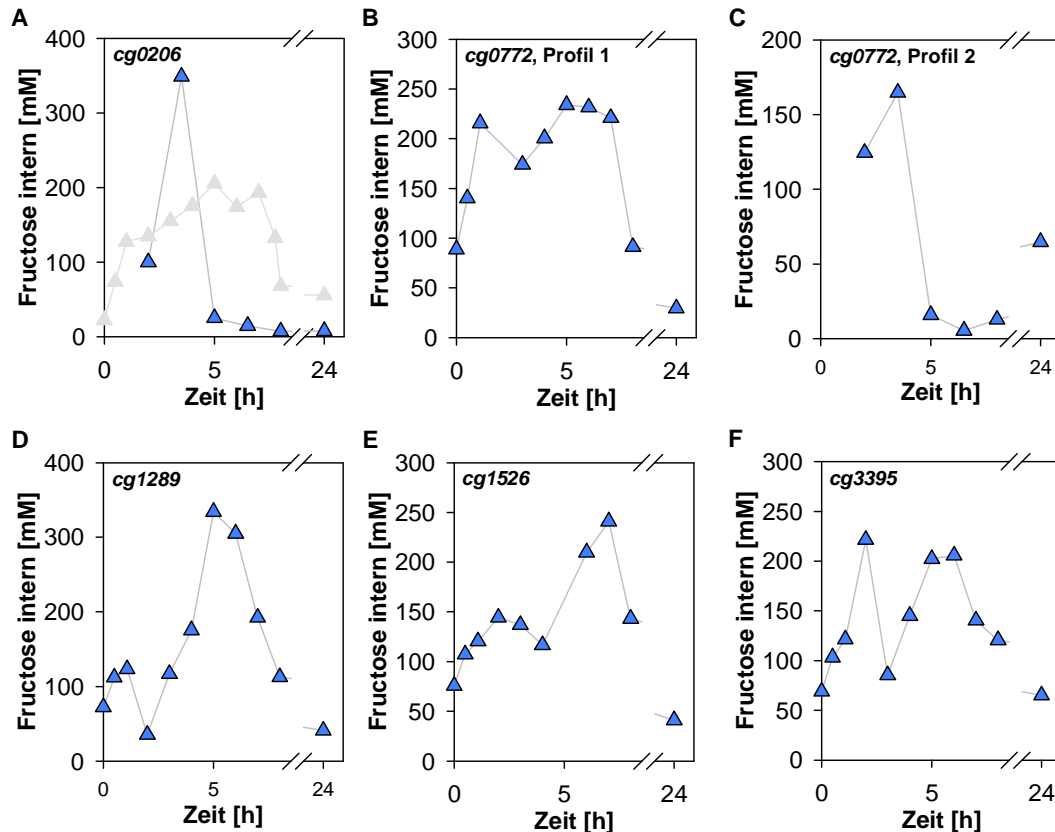 A
cg0206
400
300
200
100
0
Fructose intern [mM]
0
5
24
Zeit [h]
B
cg0772, Profil 1
300
250
200
150
100
50
0
Fructose intern [mM]
0
5
24
Zeit [h]
C
cg0772, Profil 2
200
150
100
50
0
Fructose intern [mM]
0
5
24
Zeit [h]
D
cg1289
400
300
200
100
0
Fructose intern [mM]
0
5
24
Zeit [h]
E
cg1526
300
250
200
150
100
50
0
Fructose intern [mM]
0
5
24
Zeit [h]
F
cg3395
300
250
200
150
100
50
0
Fructose intern [mM]
0
5
24
Zeit [h]